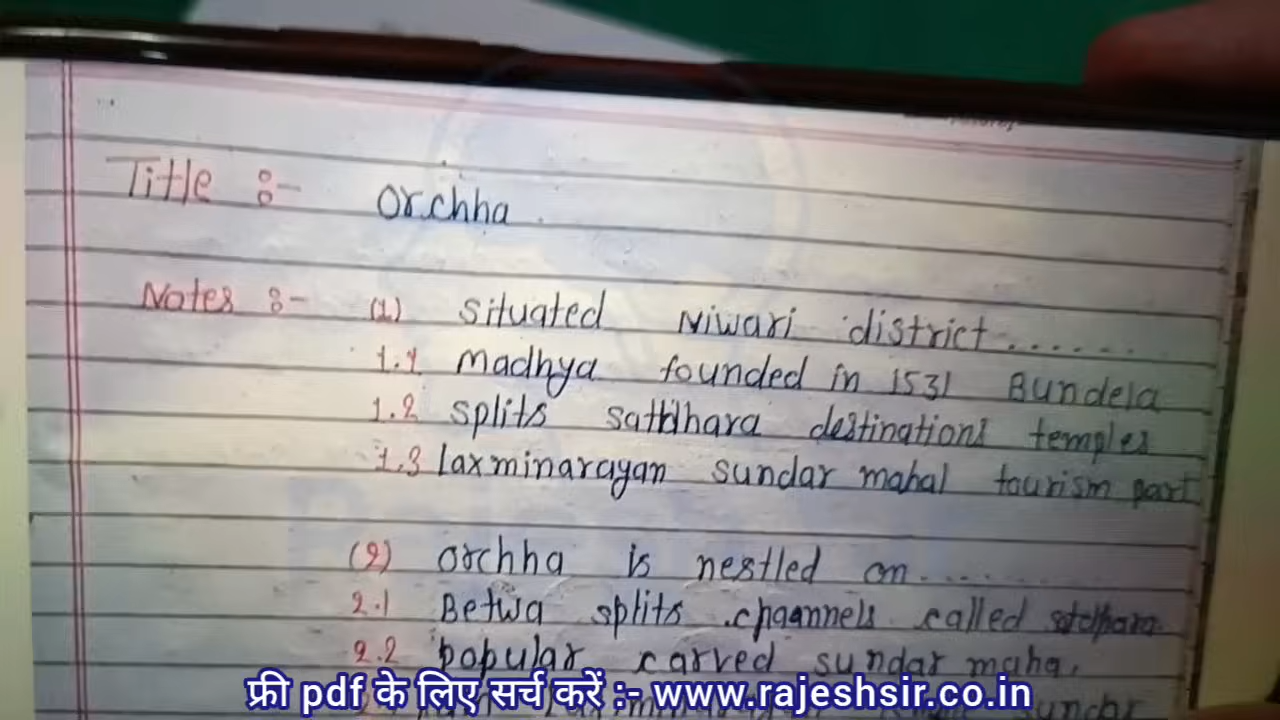 Title :- Orchha.
Notes :- (1) Situated Niwari district......
1.1 Madhya founded in 1531 Bundela
1.2 splits satdhara destinations temples
1.3 Laxminarayan sundar mahal tourism part
(2) Orchha is nestled on.........
2.1 Betwa splits channels called satdhara
2.2 popular carved sundar maha.
फ्री pdf के लिए सर्च करें :- www.rajeshsir.co.in